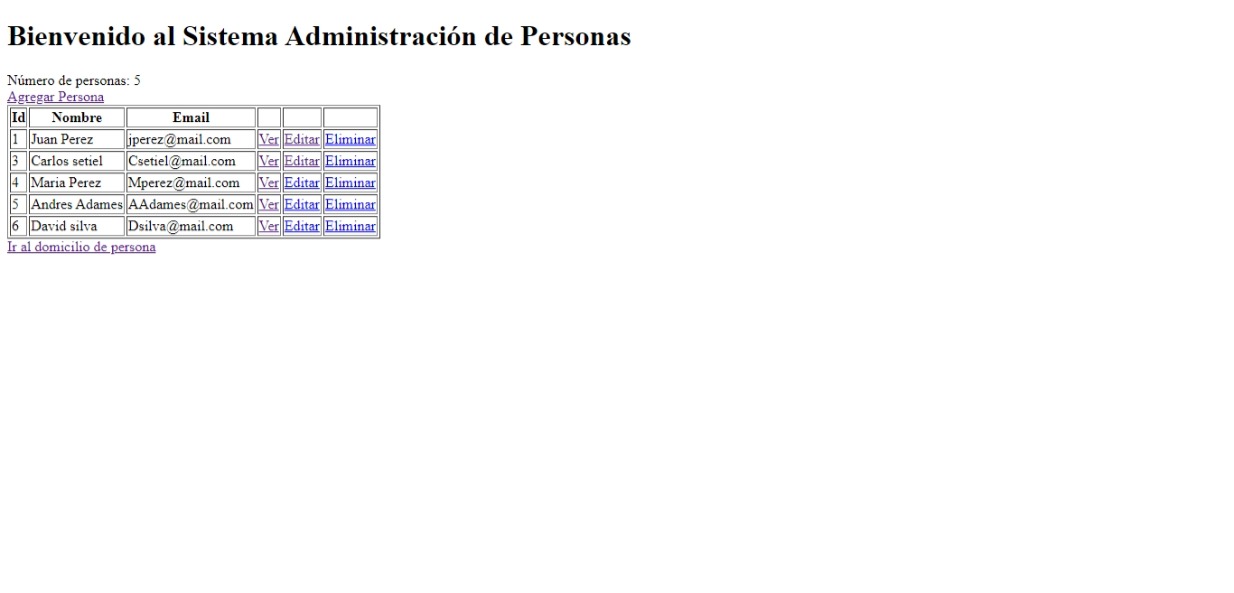 Bienvenido al Sistema Administración de Personas
Número de personas: 5
Agregar Persona
Id Nombre Email
1 Juan Perez jperez@mail.com Ver Editar Eliminar
3 Carlos setiel Csetiel@mail.com Ver Editar Eliminar
4 Maria Perez Mperez@mail.com Ver Editar Eliminar
5 Andres Adames AAdames@mail.com Ver Editar Eliminar
6 David silva Dsilva@mail.com Ver Editar Eliminar
Ir al domicilio de persona